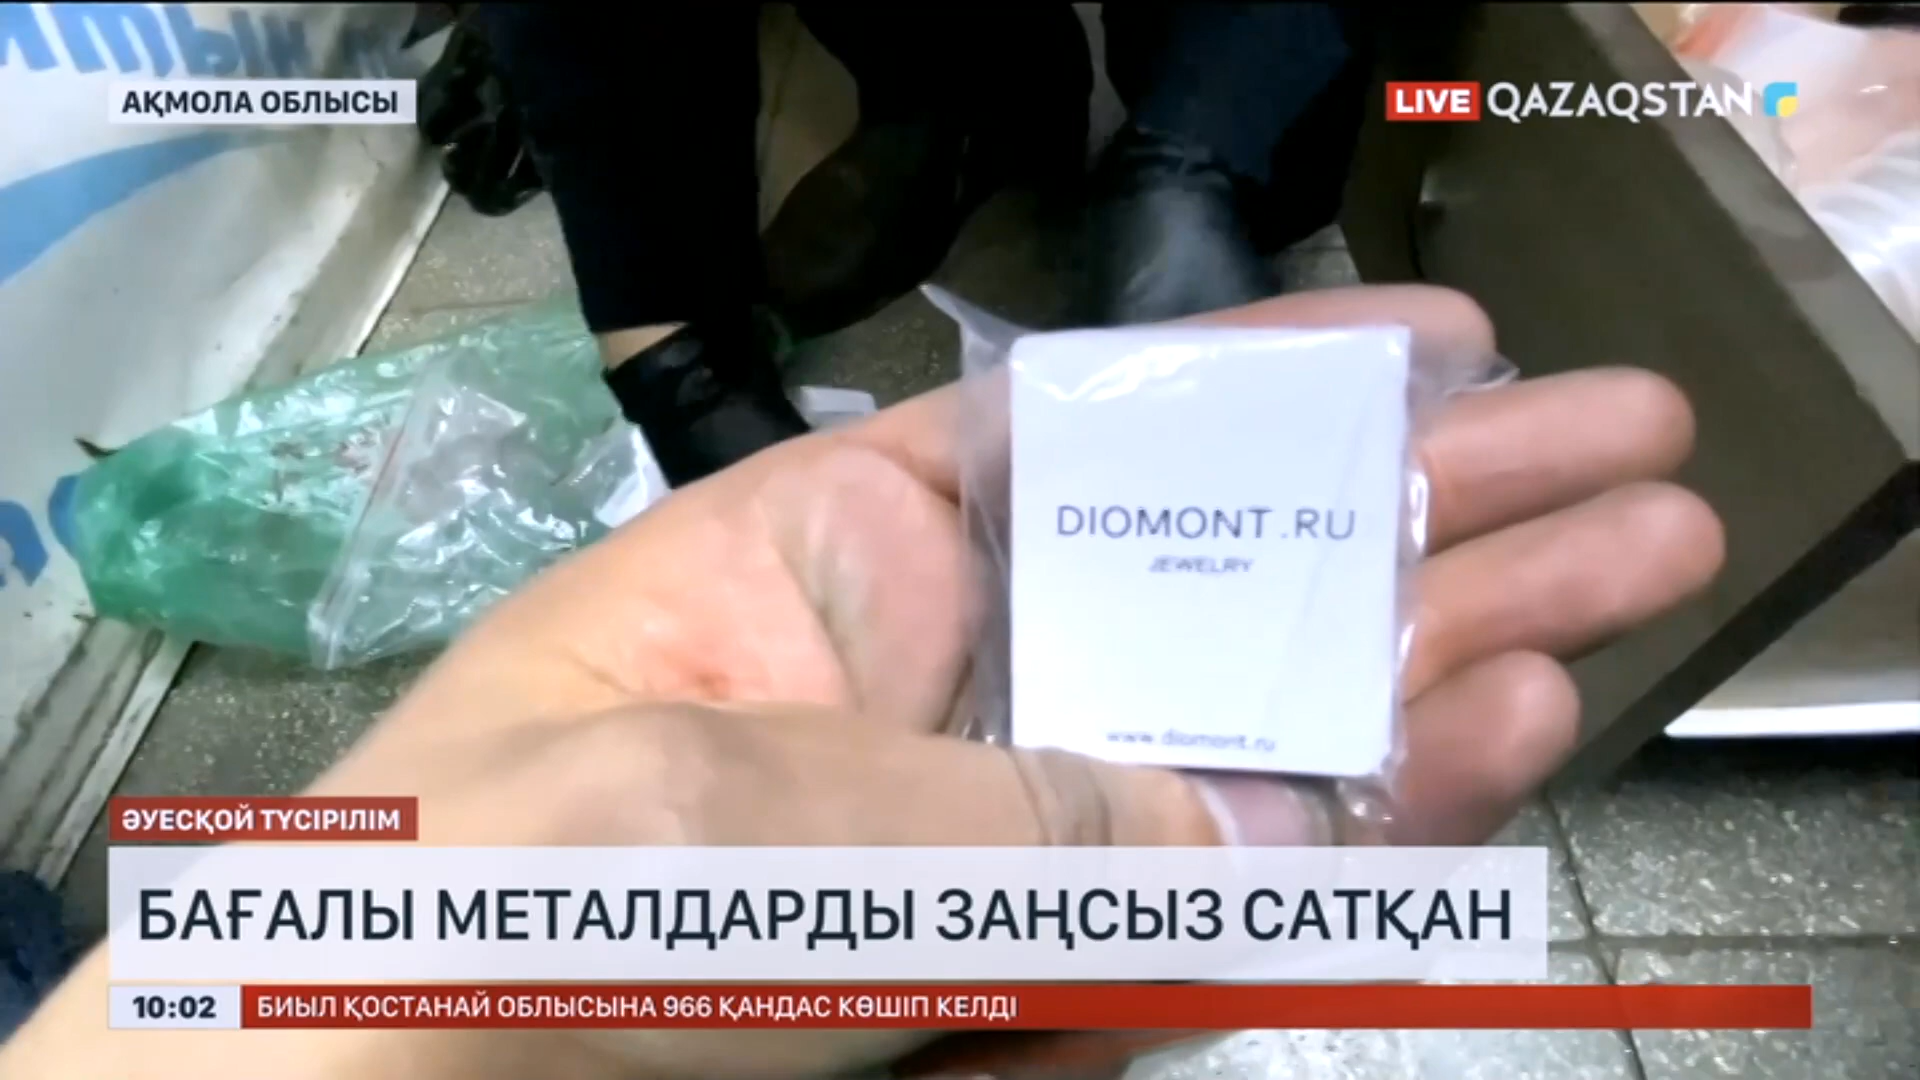 АҚМОЛА ОБЛЫСЫ
LIVE QAZAQSTAN
DIOMONT.RU
JEWELRY
www.diomont.ru
ӘУЕСҚОЙ ТҮСІРІЛІМ
БАҒАЛЫ МЕТАЛДАРДЫ ЗАҢСЫЗ САТҚАН
10:02 БИЫЛ ҚОСТАНАЙ ОБЛЫСЫНА 966 ҚАНДАС КӨШІП КЕЛДІ